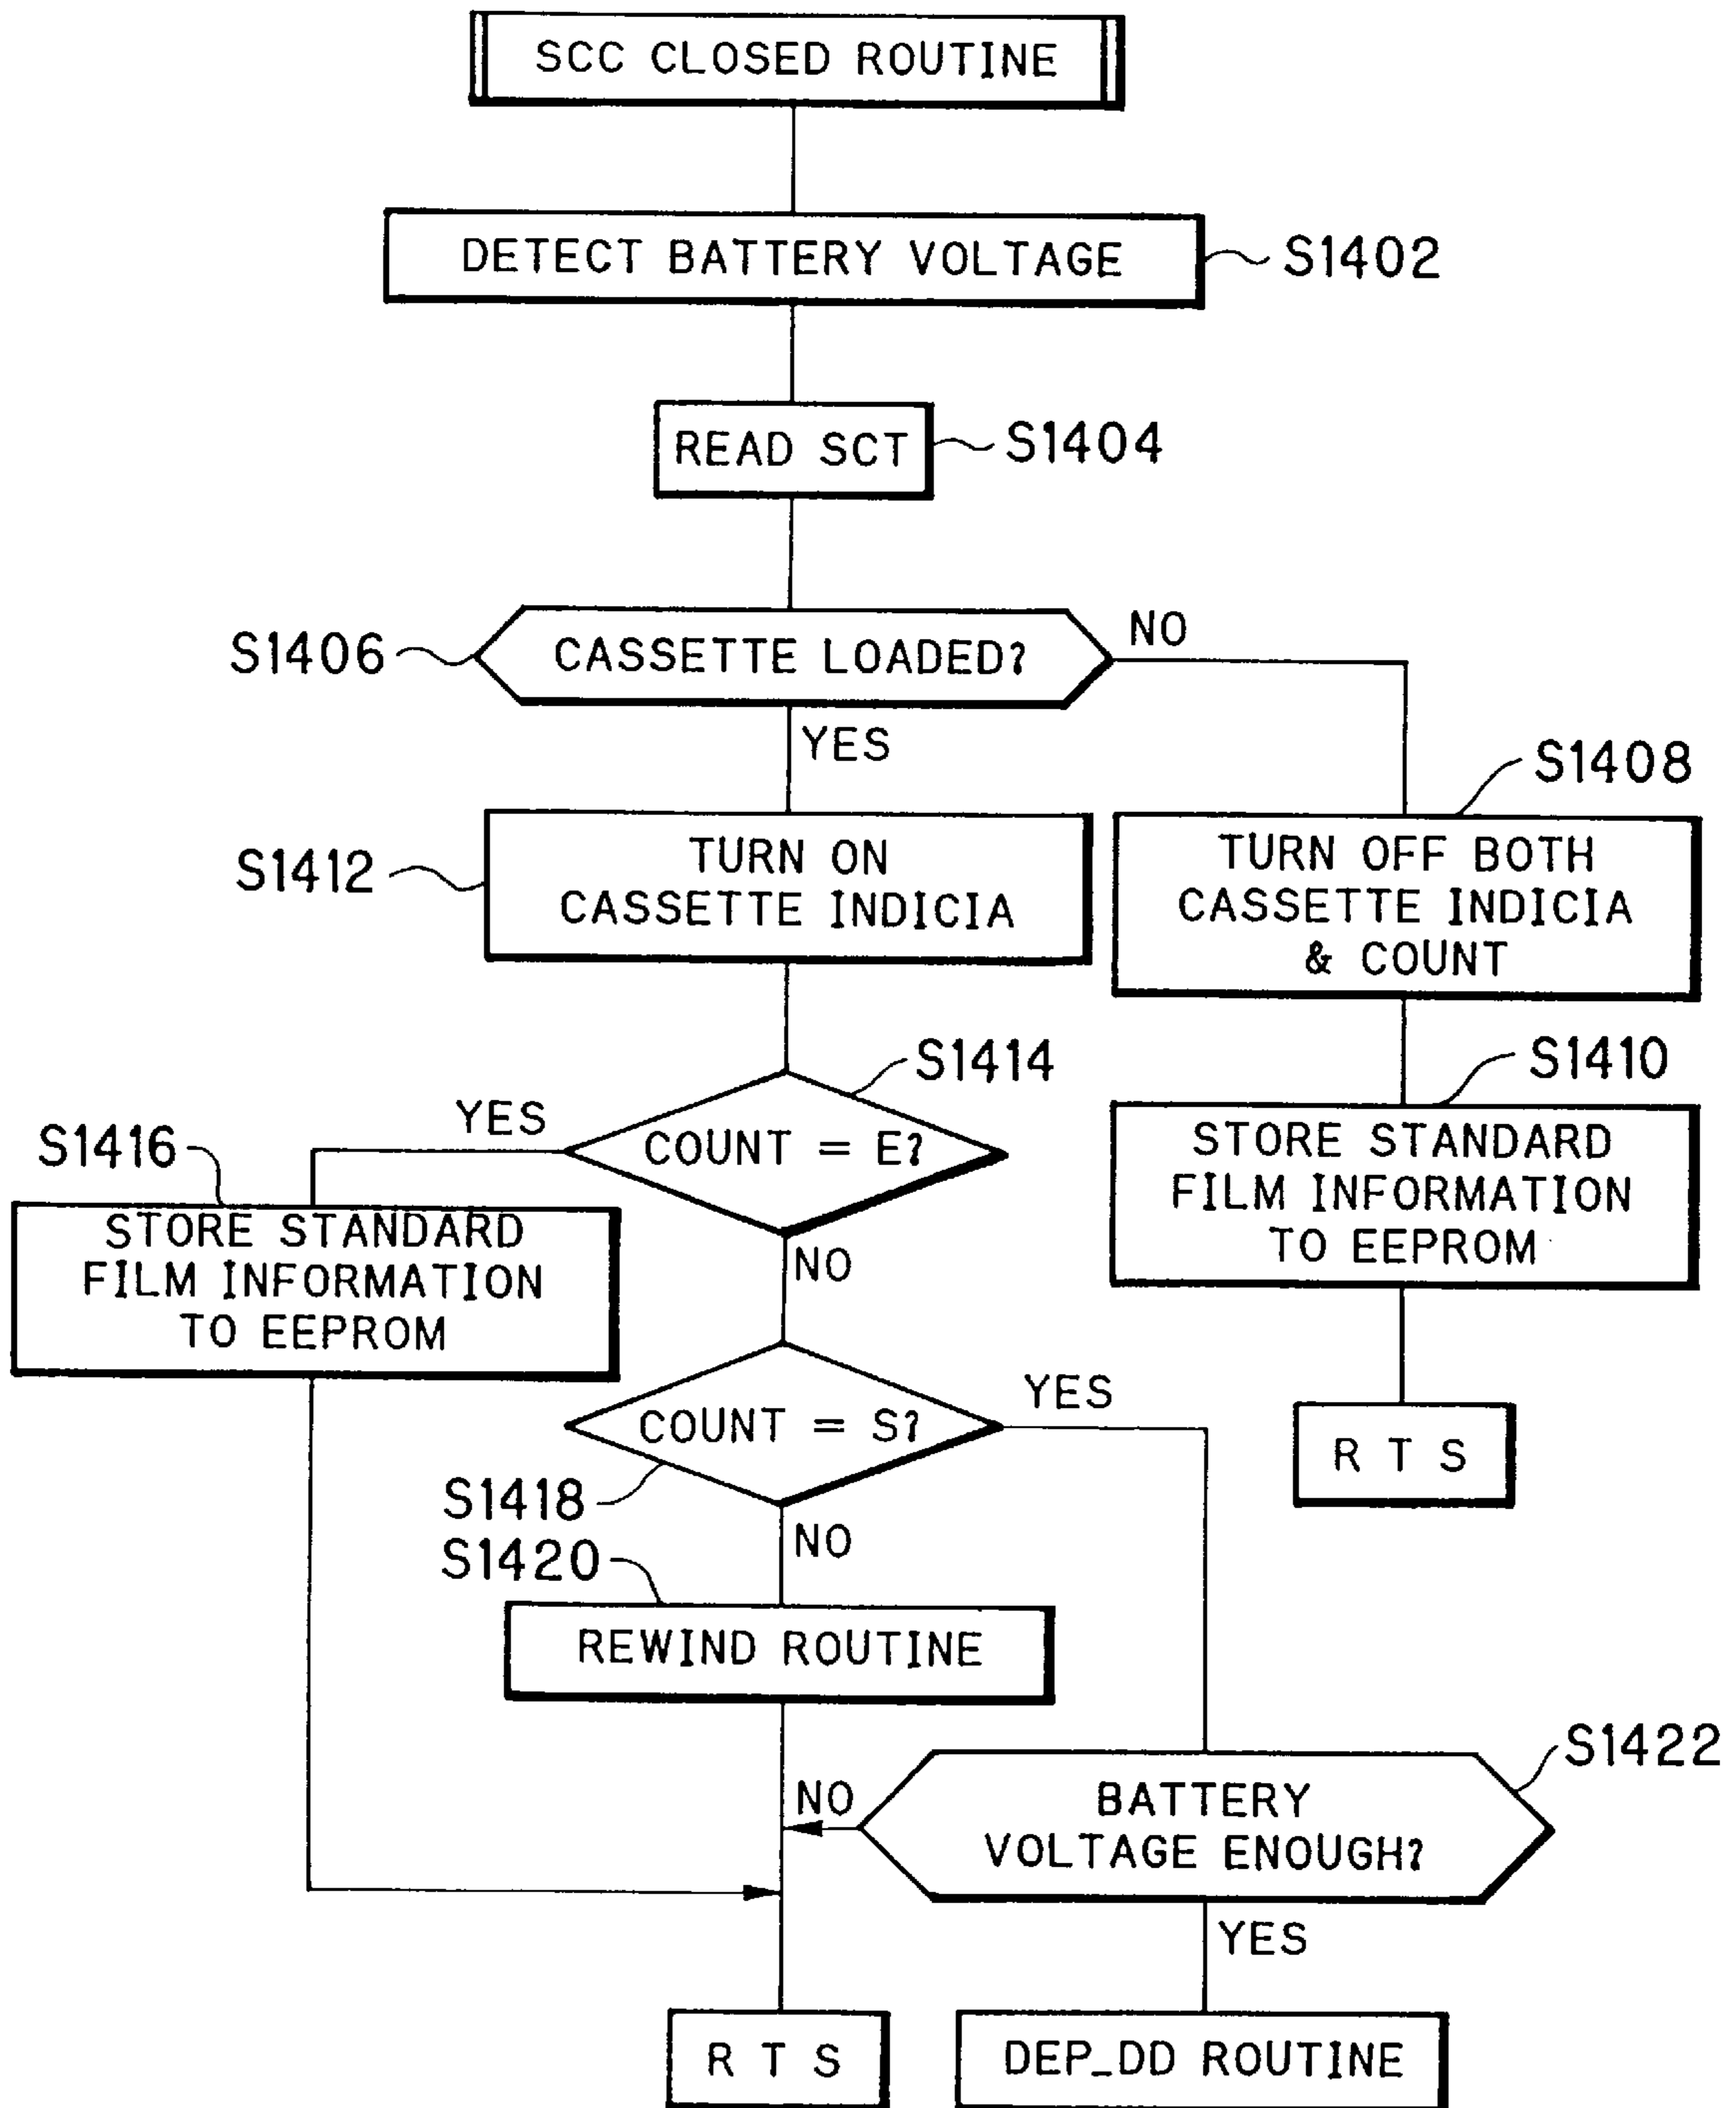 SCC CLOSED ROUTINE
DETECT BATTERY VOLTAGE
S1402
READ SCT
S1404
S1406
CASSETTE LOADED?
NO
YES
S1408
S1412
TURN ON
CASSETTE INDICIA
TURN OFF BOTH
CASSETTE INDICIA
& COUNT
S1414
S1410
YES
COUNT = E?
S1416
STORE STANDARD
FILM INFORMATION
TO EEPROM
STORE STANDARD
FILM INFORMATION
TO EEPROM
NO
YES
COUNT = S?
R T S
S1418
NO
S1420
REWIND ROUTINE
S1422
NO
BATTERY
VOLTAGE ENOUGH?
YES
R T S
DEP_DD ROUTINE